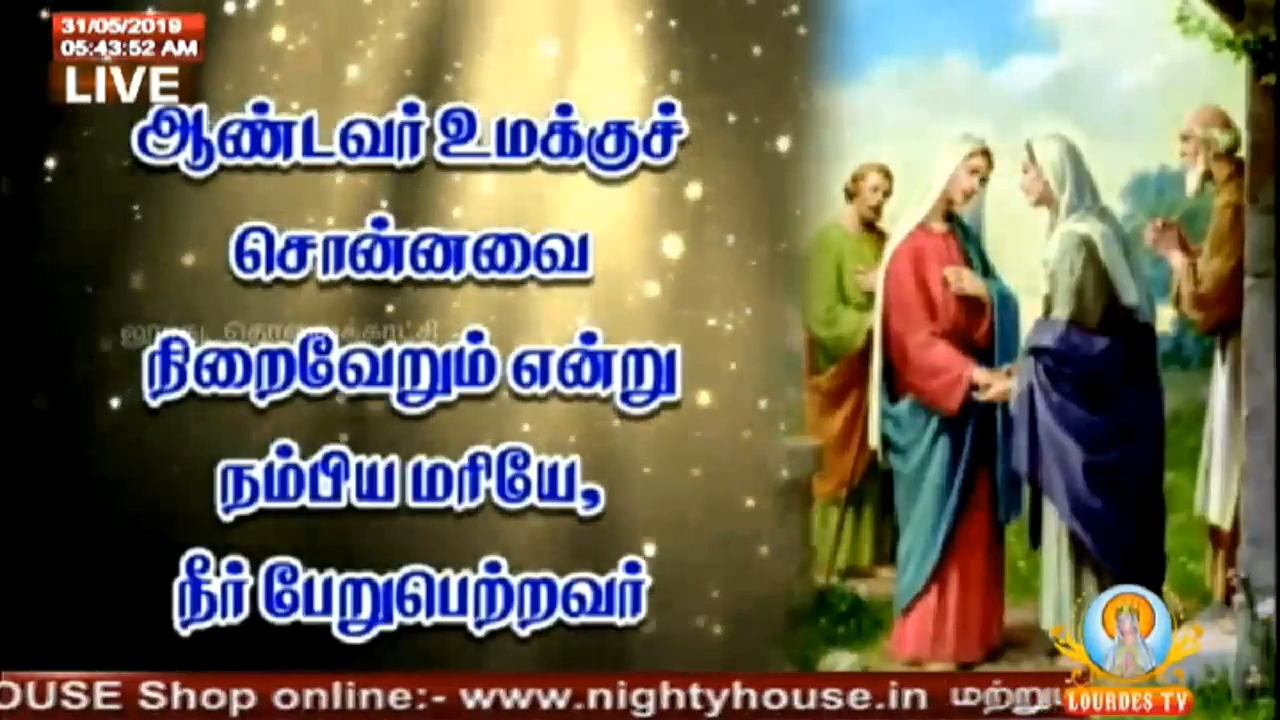 31/05/2019
05:43:52 AM
LIVE
ஆண்டவர் உமக்குச்
சொன்னவை
நிறைவேறும் என்று
நம்பிய மரியே,
நீர் பேறுபெற்றவர்
OUSE Shop online:- www.nightyhouse.in
LOURDES TV